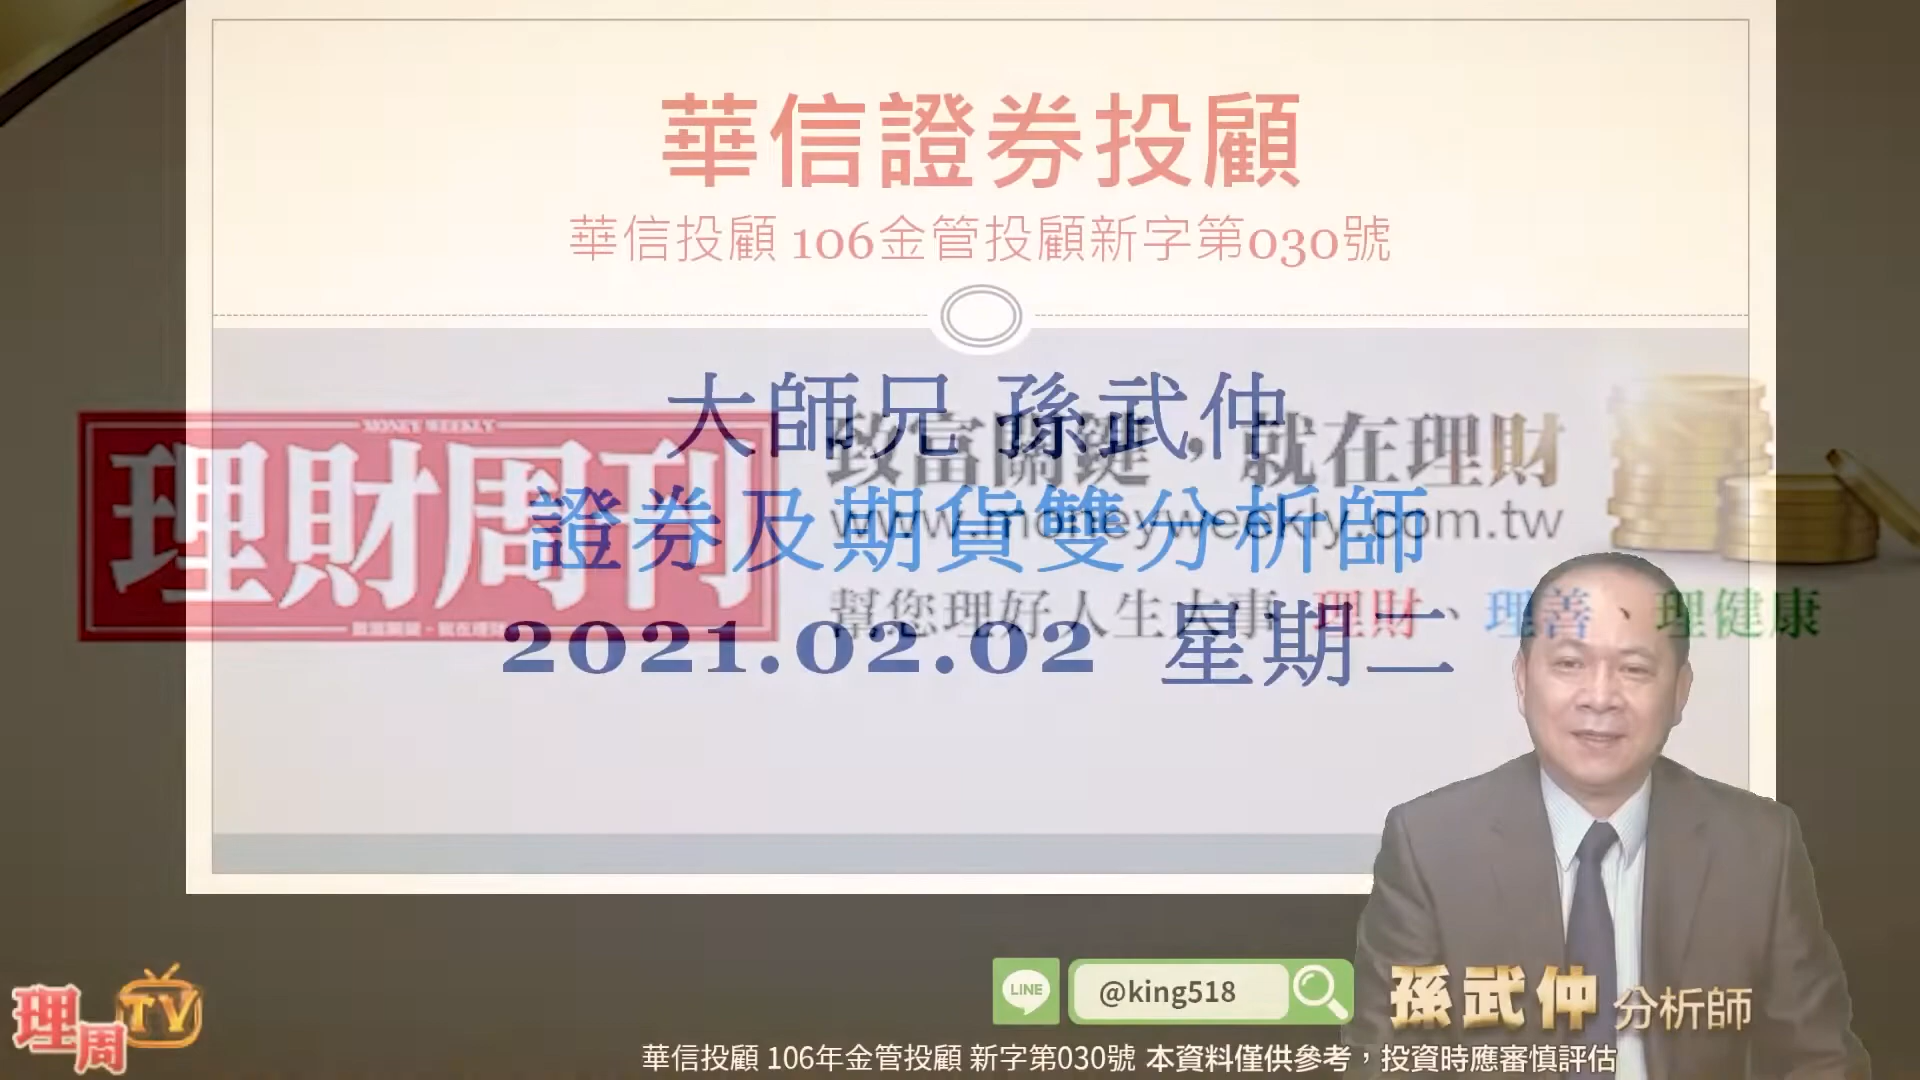 華信證券投顧
華信投顧 106金管投顧新字第030號
大師兄 孫武仲
證券及期貨雙分析師
2021.02.02 星期二
MONEY WEEKLY
理財周刊
致富關鍵，就在理財
www.moneyweekly.com.tw
幫您理好人生大事 理財、理善、理健康
理周TV
LINE
@king518
孫武仲 分析師
華信投顧 106年金管投顧 新字第030號 本資料僅供參考，投資時應審慎評估